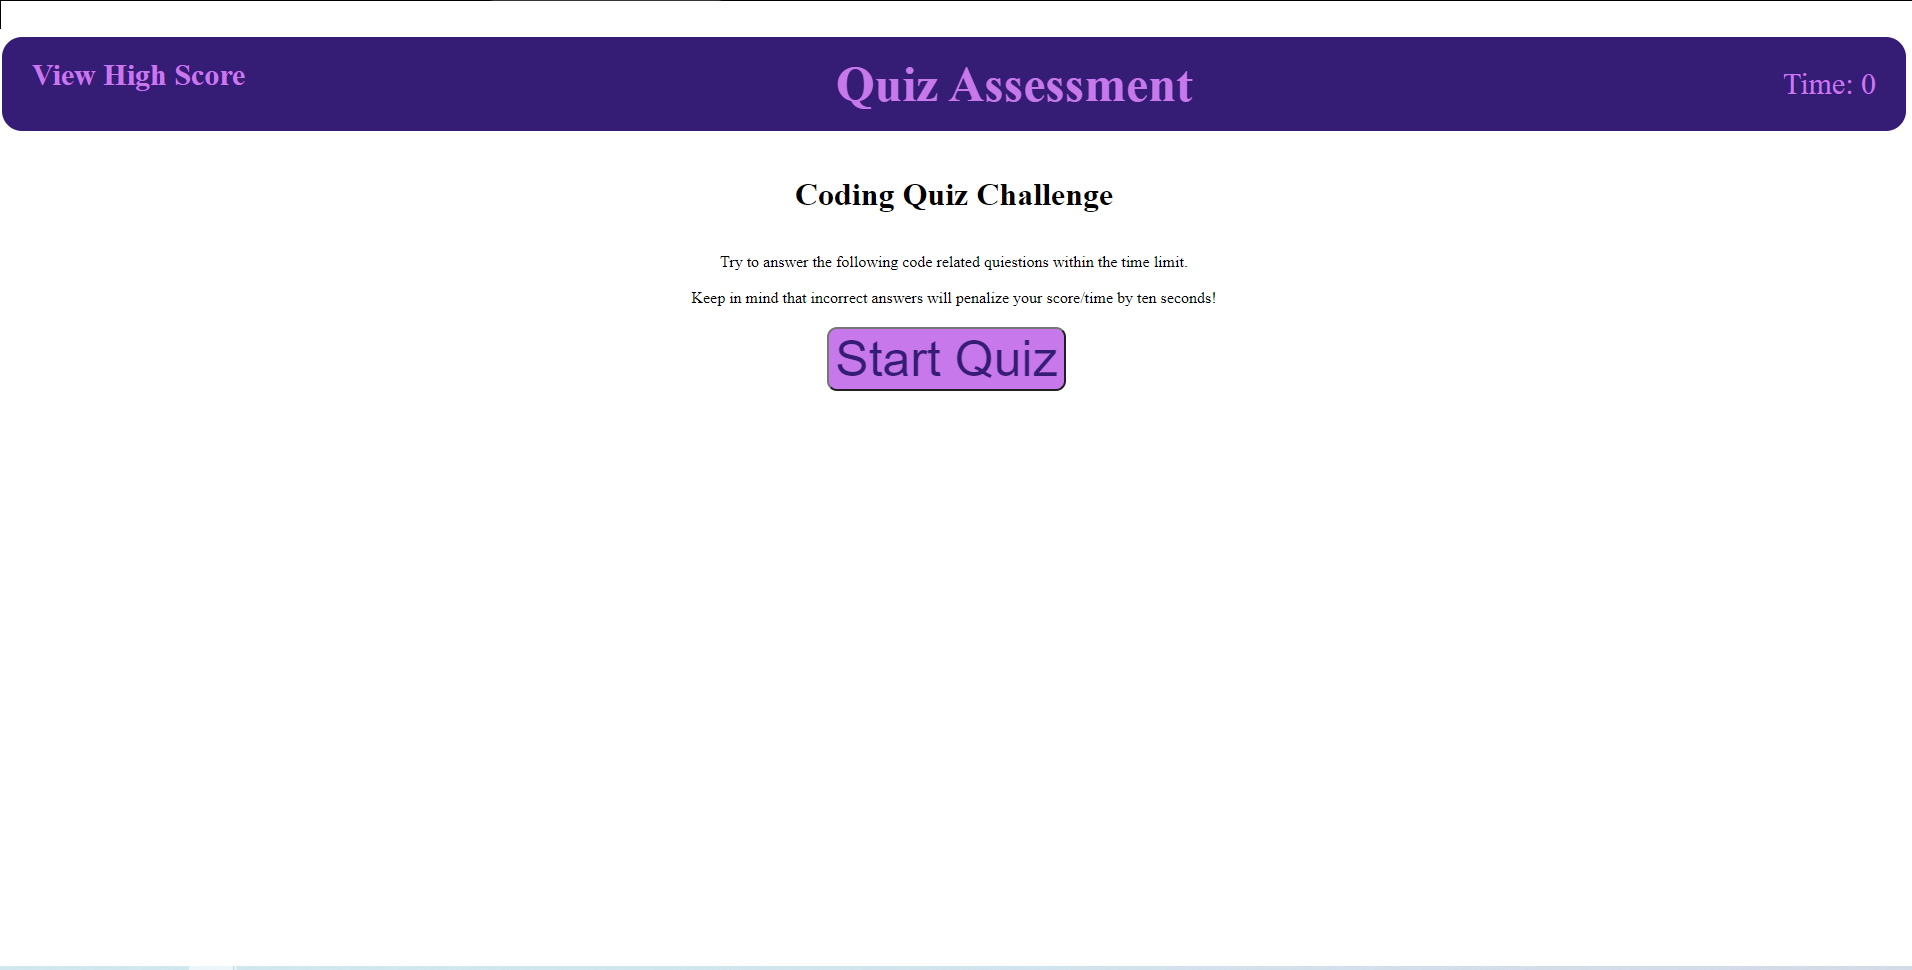 View High Score
Quiz Assessment
Time: 0
Coding Quiz Challenge
Try to answer the following code related quiestions within the time limit.
Keep in mind that incorrect answers will penalize your score/time by ten seconds!
Start Quiz